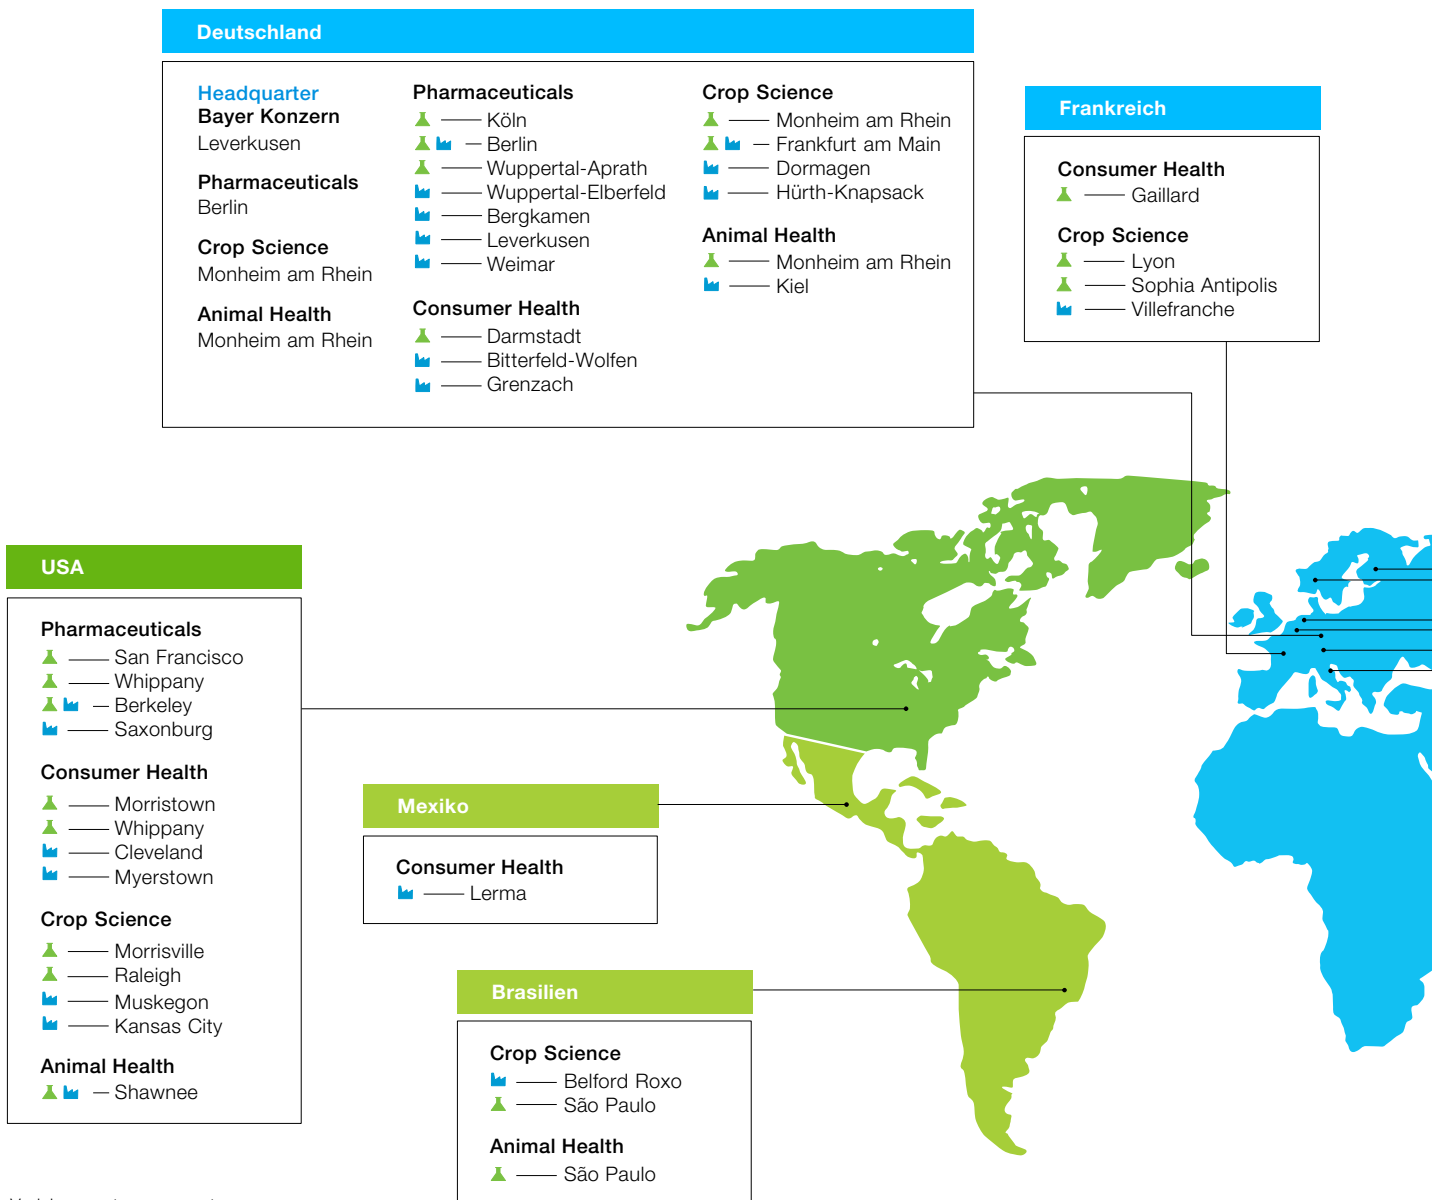 Deutschland
Headquarter
Bayer Konzern
Leverkusen
Pharmaceuticals
Berlin
Crop Science
Monheim am Rhein
Animal Health
Monheim am Rhein
Pharmaceuticals
Köln
Berlin
Wuppertal-Aprath
Wuppertal-Elberfeld
Bergkamen
Leverkusen
Weimar
Consumer Health
Darmstadt
Bitterfeld-Wolfen
Grenzach
Crop Science
Monheim am Rhein
Frankfurt am Main
Dormagen
Hürth-Knapsack
Animal Health
Monheim am Rhein
Kiel
Frankreich
Consumer Health
Gaillard
Crop Science
Lyon
Sophia Antipolis
Villefranche
USA
Pharmaceuticals
San Francisco
Whippany
Berkeley
Saxonburg
Consumer Health
Morristown
Whippany
Cleveland
Myerstown
Crop Science
Morrisville
Raleigh
Muskegon
Kansas City
Animal Health
Shawnee
Mexiko
Consumer Health
Lerma
Brasilien
Crop Science
Belford Roxo
São Paulo
Animal Health
São Paulo